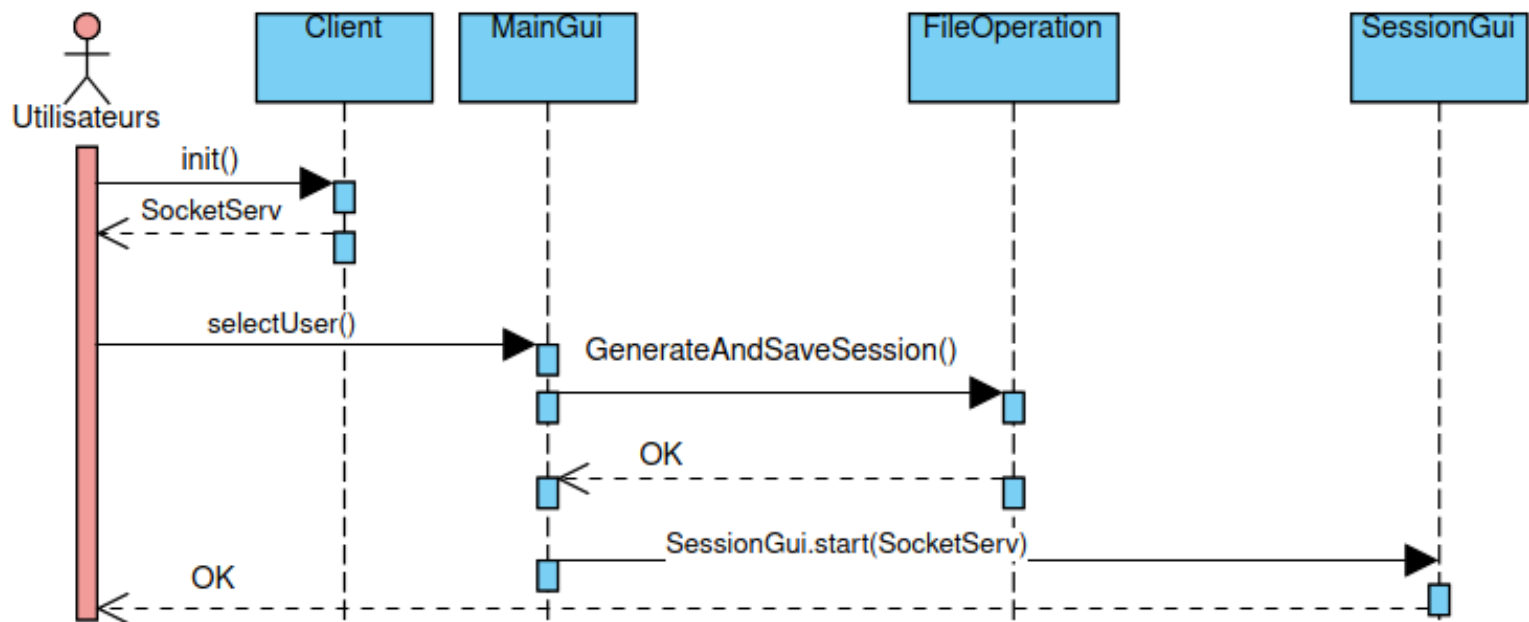 Client
MainGui
FileOperation
SessionGui
Utilisateurs
init()
SocketServ
selectUser()
GenerateAndSaveSession()
OK
SessionGui.start(SocketServ)
OK